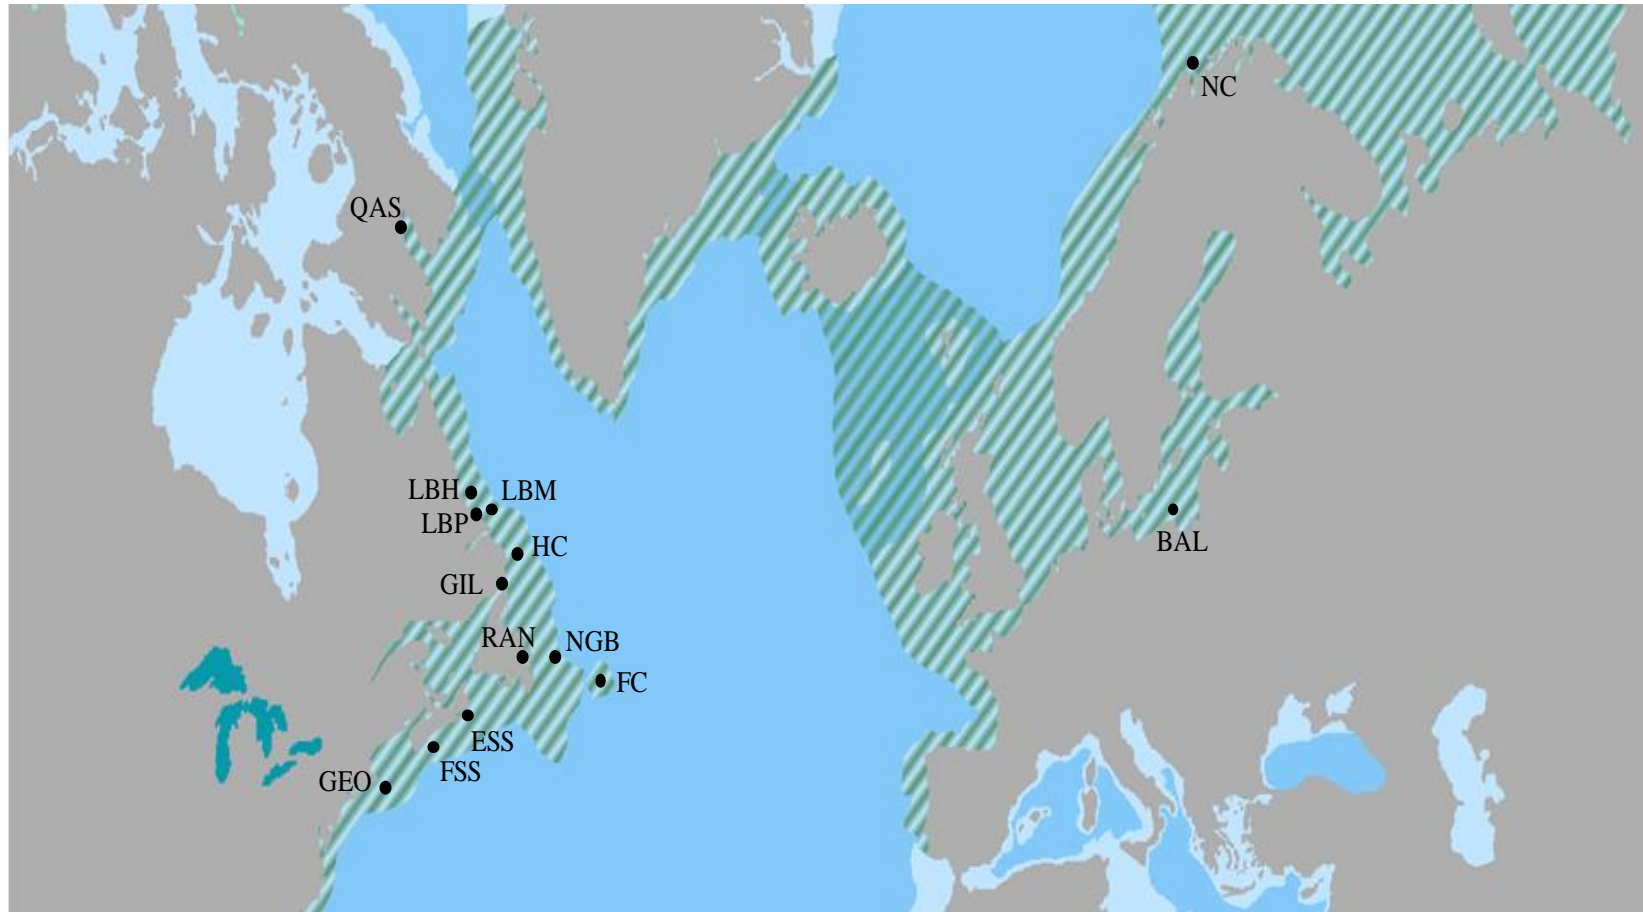 NC
QAS
LBH
LBM
LBP
HC
BAL
GIL
RAN
NGB
FC
ESS
FSS
GEO